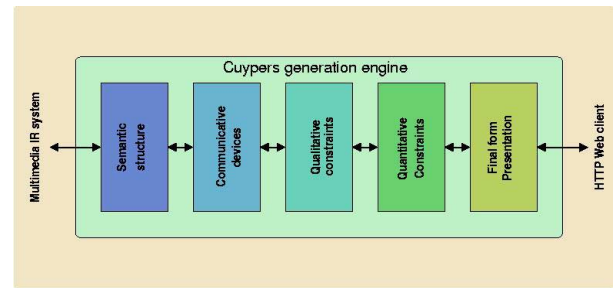 Cuypers generation engine
Multimedia IR system
Semantic
structure
Communicative
devices
Qualitative
constraints
Quantitative
Constraints
Final form
Presentation
HTTP Web client